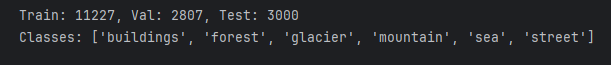 Train: 11227, Val: 2807, Test: 3000
Classes: ['buildings', 'forest', 'glacier', 'mountain', 'sea', 'street']